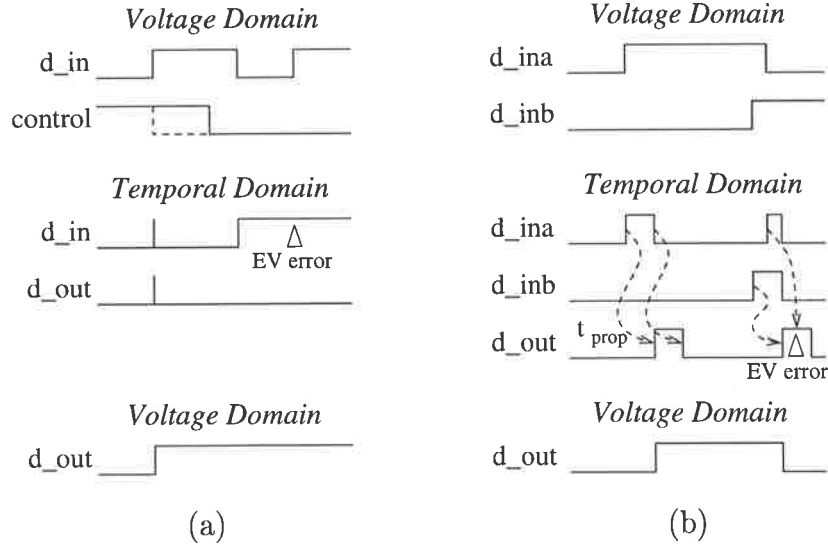 Voltage Domain
d_in
control
Temporal Domain
d_in
EV error
d_out
Voltage Domain
d_out
(a)
Voltage Domain
d_ina
d_inb
Temporal Domain
d_ina
d_inb
t prop
d_out
EV error
Voltage Domain
d_out
(b)